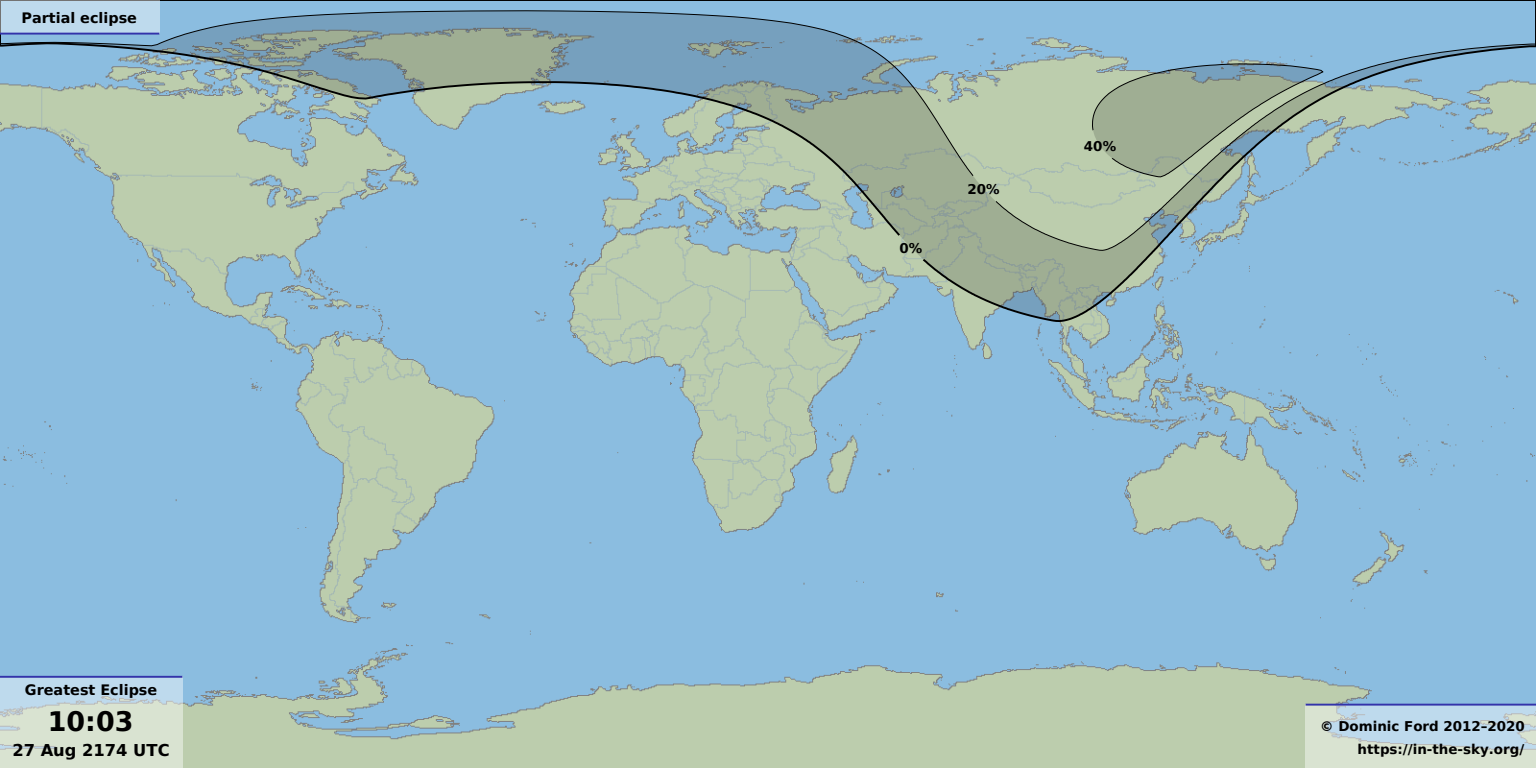 Partial eclipse
40%
20%
0%
Greatest Eclipse
10:03
27 Aug 2174 UTC
© Dominic Ford 2012–2020
https://in-the-sky.org/